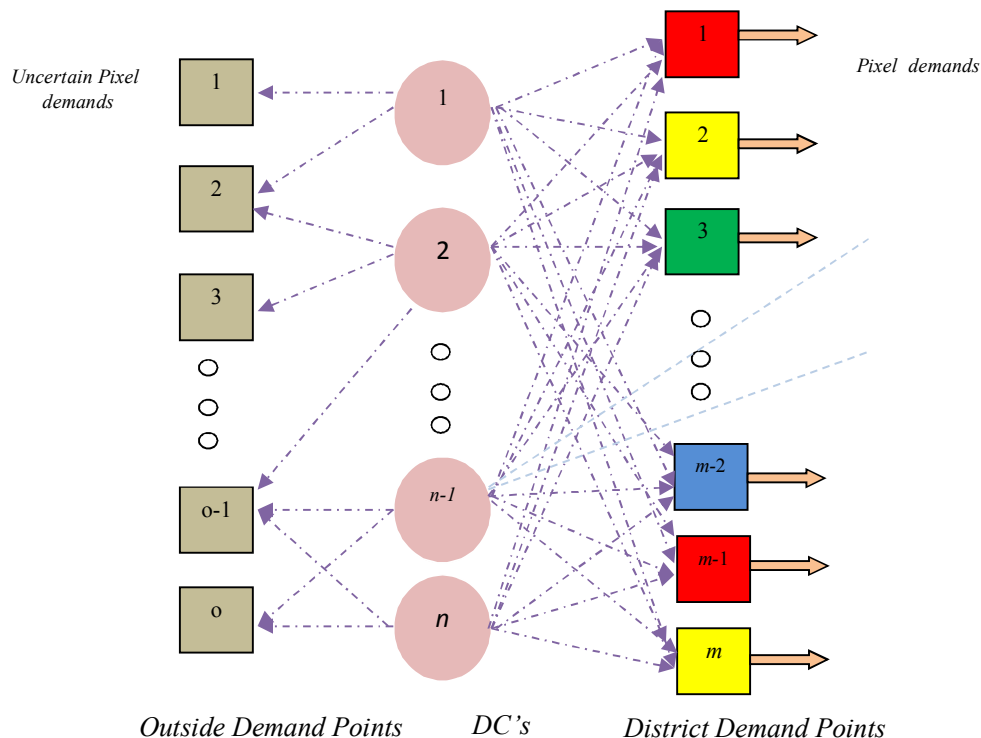 Uncertain Pixel
demands
1
2
3
o-1
o
Outside Demand Points
1
2
n-1
n
DC's
1
2
3
m-2
m-1
m
District Demand Points
Pixel demands